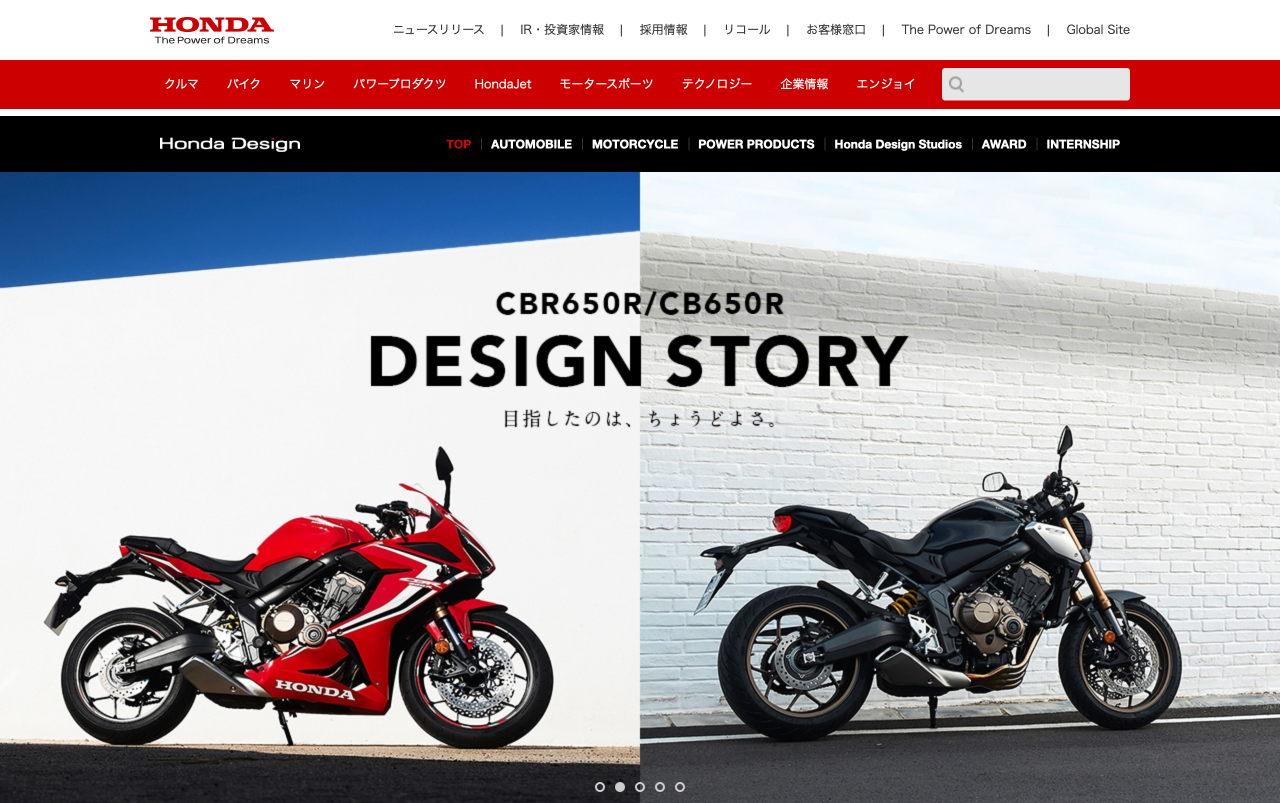 HONDA
The Power of Dreams
ニュースリリース | IR・投資家情報 | 採用情報 | リコール | お客様窓口 | The Power of Dreams | Global Site
クルマ バイク マリン パワープロダクツ HondaJet モータースポーツ テクノロジー 企業情報 エンジョイ
Honda Design
TOP | AUTOMOBILE | MOTORCYCLE | POWER PRODUCTS | Honda Design Studios | AWARD | INTERNSHIP
CBR650R/CB650R
DESIGN STORY
目指したのは、ちょうどよさ。
HONDA